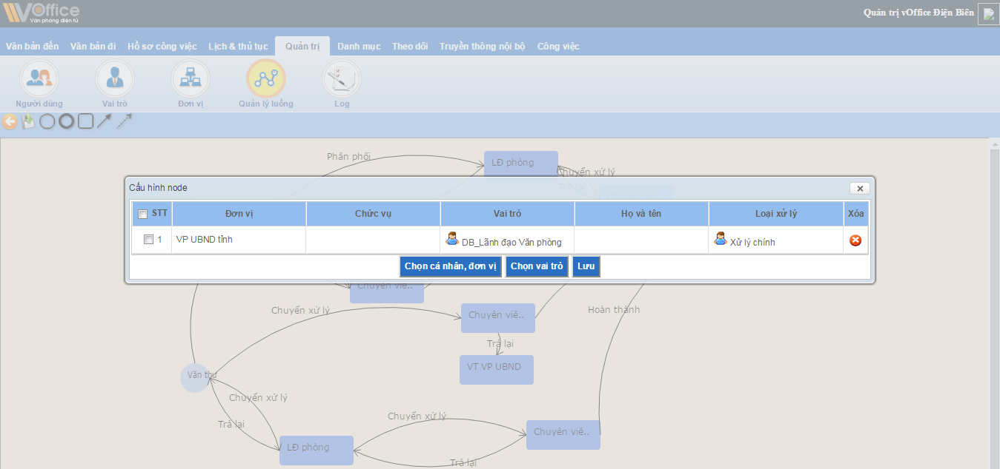 VOffice
Văn phòng điện tử
Quản trị vOffice Điện Biên
Văn bản đến Văn bản đi Hồ sơ công việc Lịch & thủ tục Quản trị Danh mục Theo dõi Truyền thông nội bộ Công việc
Người dùng Vai trò Đơn vị Quản lý luồng Log
Phân phối
LĐ phòng
Chuyển xử lý
Trả lại
Cấu hình node
STT Đơn vị Chức vụ Vai trò Họ và tên Loại xử lý Xóa
1 VP UBND tỉnh DB_Lãnh đạo Văn phòng Xử lý chính
Chọn cá nhân, đơn vị Chọn vai trò Lưu
Chuyên viê..
Chuyển xử lý
Hoàn thành
Chuyên viê..
Trả lại
VT VP UBND
Văn thư
Chuyển xử lý
Chuyển xử lý
Trả lại
Chuyên viê..
LĐ phòng
Trả lại